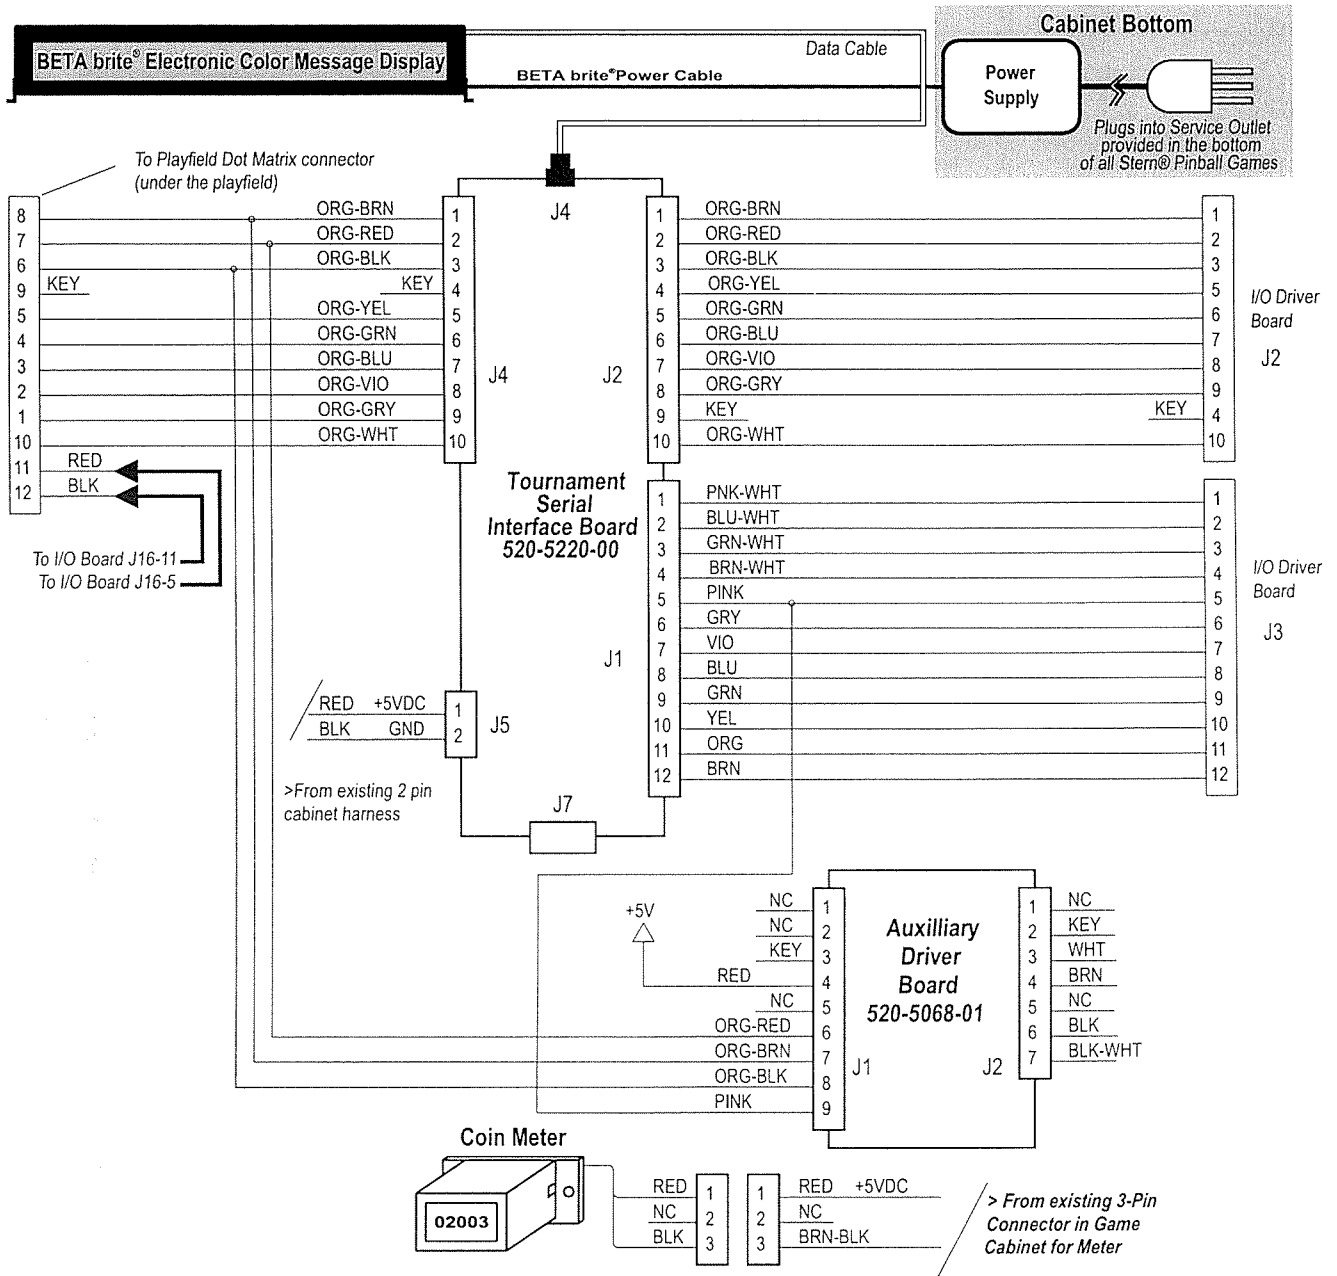 BETA brite® Electronic Color Message Display
Data Cable
BETA brite®Power Cable
Cabinet Bottom
Power
Supply
Plugs into Service Outlet
provided in the bottom
of all Stern® Pinball Games
To Playfield Dot Matrix connector
(under the playfield)
J4
8 ORG-BRN 1
7 ORG-RED 2
6 ORG-BLK 3
9 KEY KEY 4
5 ORG-YEL 5
4 ORG-GRN 6
3 ORG-BLU 7
2 ORG-VIO 8
1 ORG-GRY 9
10 ORG-WHT 10
11 RED
12 BLK
J4
To I/O Board J16-11
To I/O Board J16-5
J2
1 ORG-BRN 1
2 ORG-RED 2
3 ORG-BLK 3
4 ORG-YEL 5
5 ORG-GRN 6
6 ORG-BLU 7
7 ORG-VIO 8
8 ORG-GRY 9
9 KEY KEY 4
10 ORG-WHT 10
I/O Driver
Board
J2
Tournament
Serial
Interface Board
520-5220-00
J1
1 PNK-WHT 1
2 BLU-WHT 2
3 GRN-WHT 3
4 BRN-WHT 4
5 PINK 5
6 GRY 6
7 VIO 7
8 BLU 8
9 GRN 9
10 YEL 10
11 ORG 11
12 BRN 12
I/O Driver
Board
J3
RED +5VDC 1
BLK GND 2
J5
>From existing 2 pin
cabinet harness
J7
+5V
NC 1
NC 2
KEY 3
RED 4
NC 5
ORG-RED 6
ORG-BRN 7
ORG-BLK 8
PINK 9
J1
Auxilliary
Driver
Board
520-5068-01
J2
1 NC
2 KEY
3 WHT
4 BRN
5 NC
6 BLK
7 BLK-WHT
Coin Meter
02003
RED 1
NC 2
BLK 3
1 RED +5VDC
2 NC
3 BRN-BLK
> From existing 3-Pin
Connector in Game
Cabinet for Meter